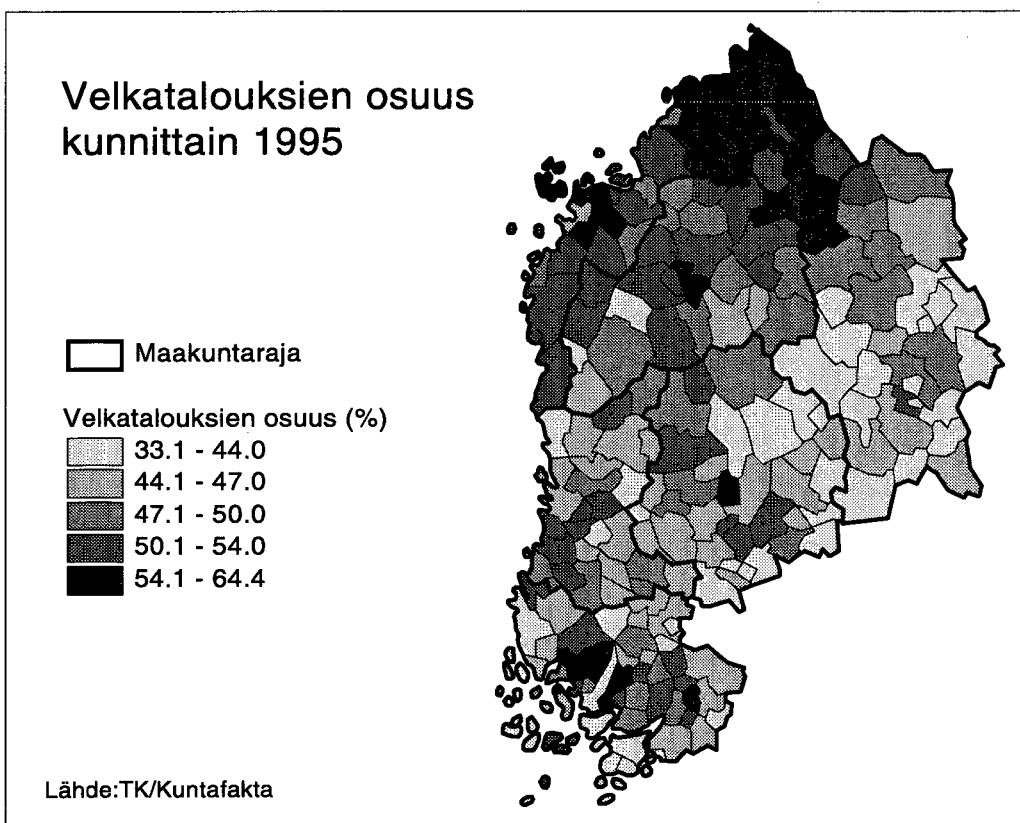 Velkatalouksien osuus
kunnittain 1995
Maakuntaraja
Velkatalouksien osuus (%)
33.1 - 44.0
44.1 - 47.0
47.1 - 50.0
50.1 - 54.0
54.1 - 64.4
Lähde:TK/Kuntafakta